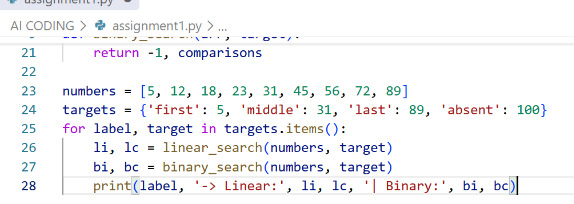 assignment1.py
AI CODING > assignment1.py > ...
21 return -1, comparisons
22
23 numbers = [5, 12, 18, 23, 31, 45, 56, 72, 89]
24 targets = {'first': 5, 'middle': 31, 'last': 89, 'absent': 100}
25 for label, target in targets.items():
26     li, lc = linear_search(numbers, target)
27     bi, bc = binary_search(numbers, target)
28     print(label, '-> Linear:', li, lc, '| Binary:', bi, bc)